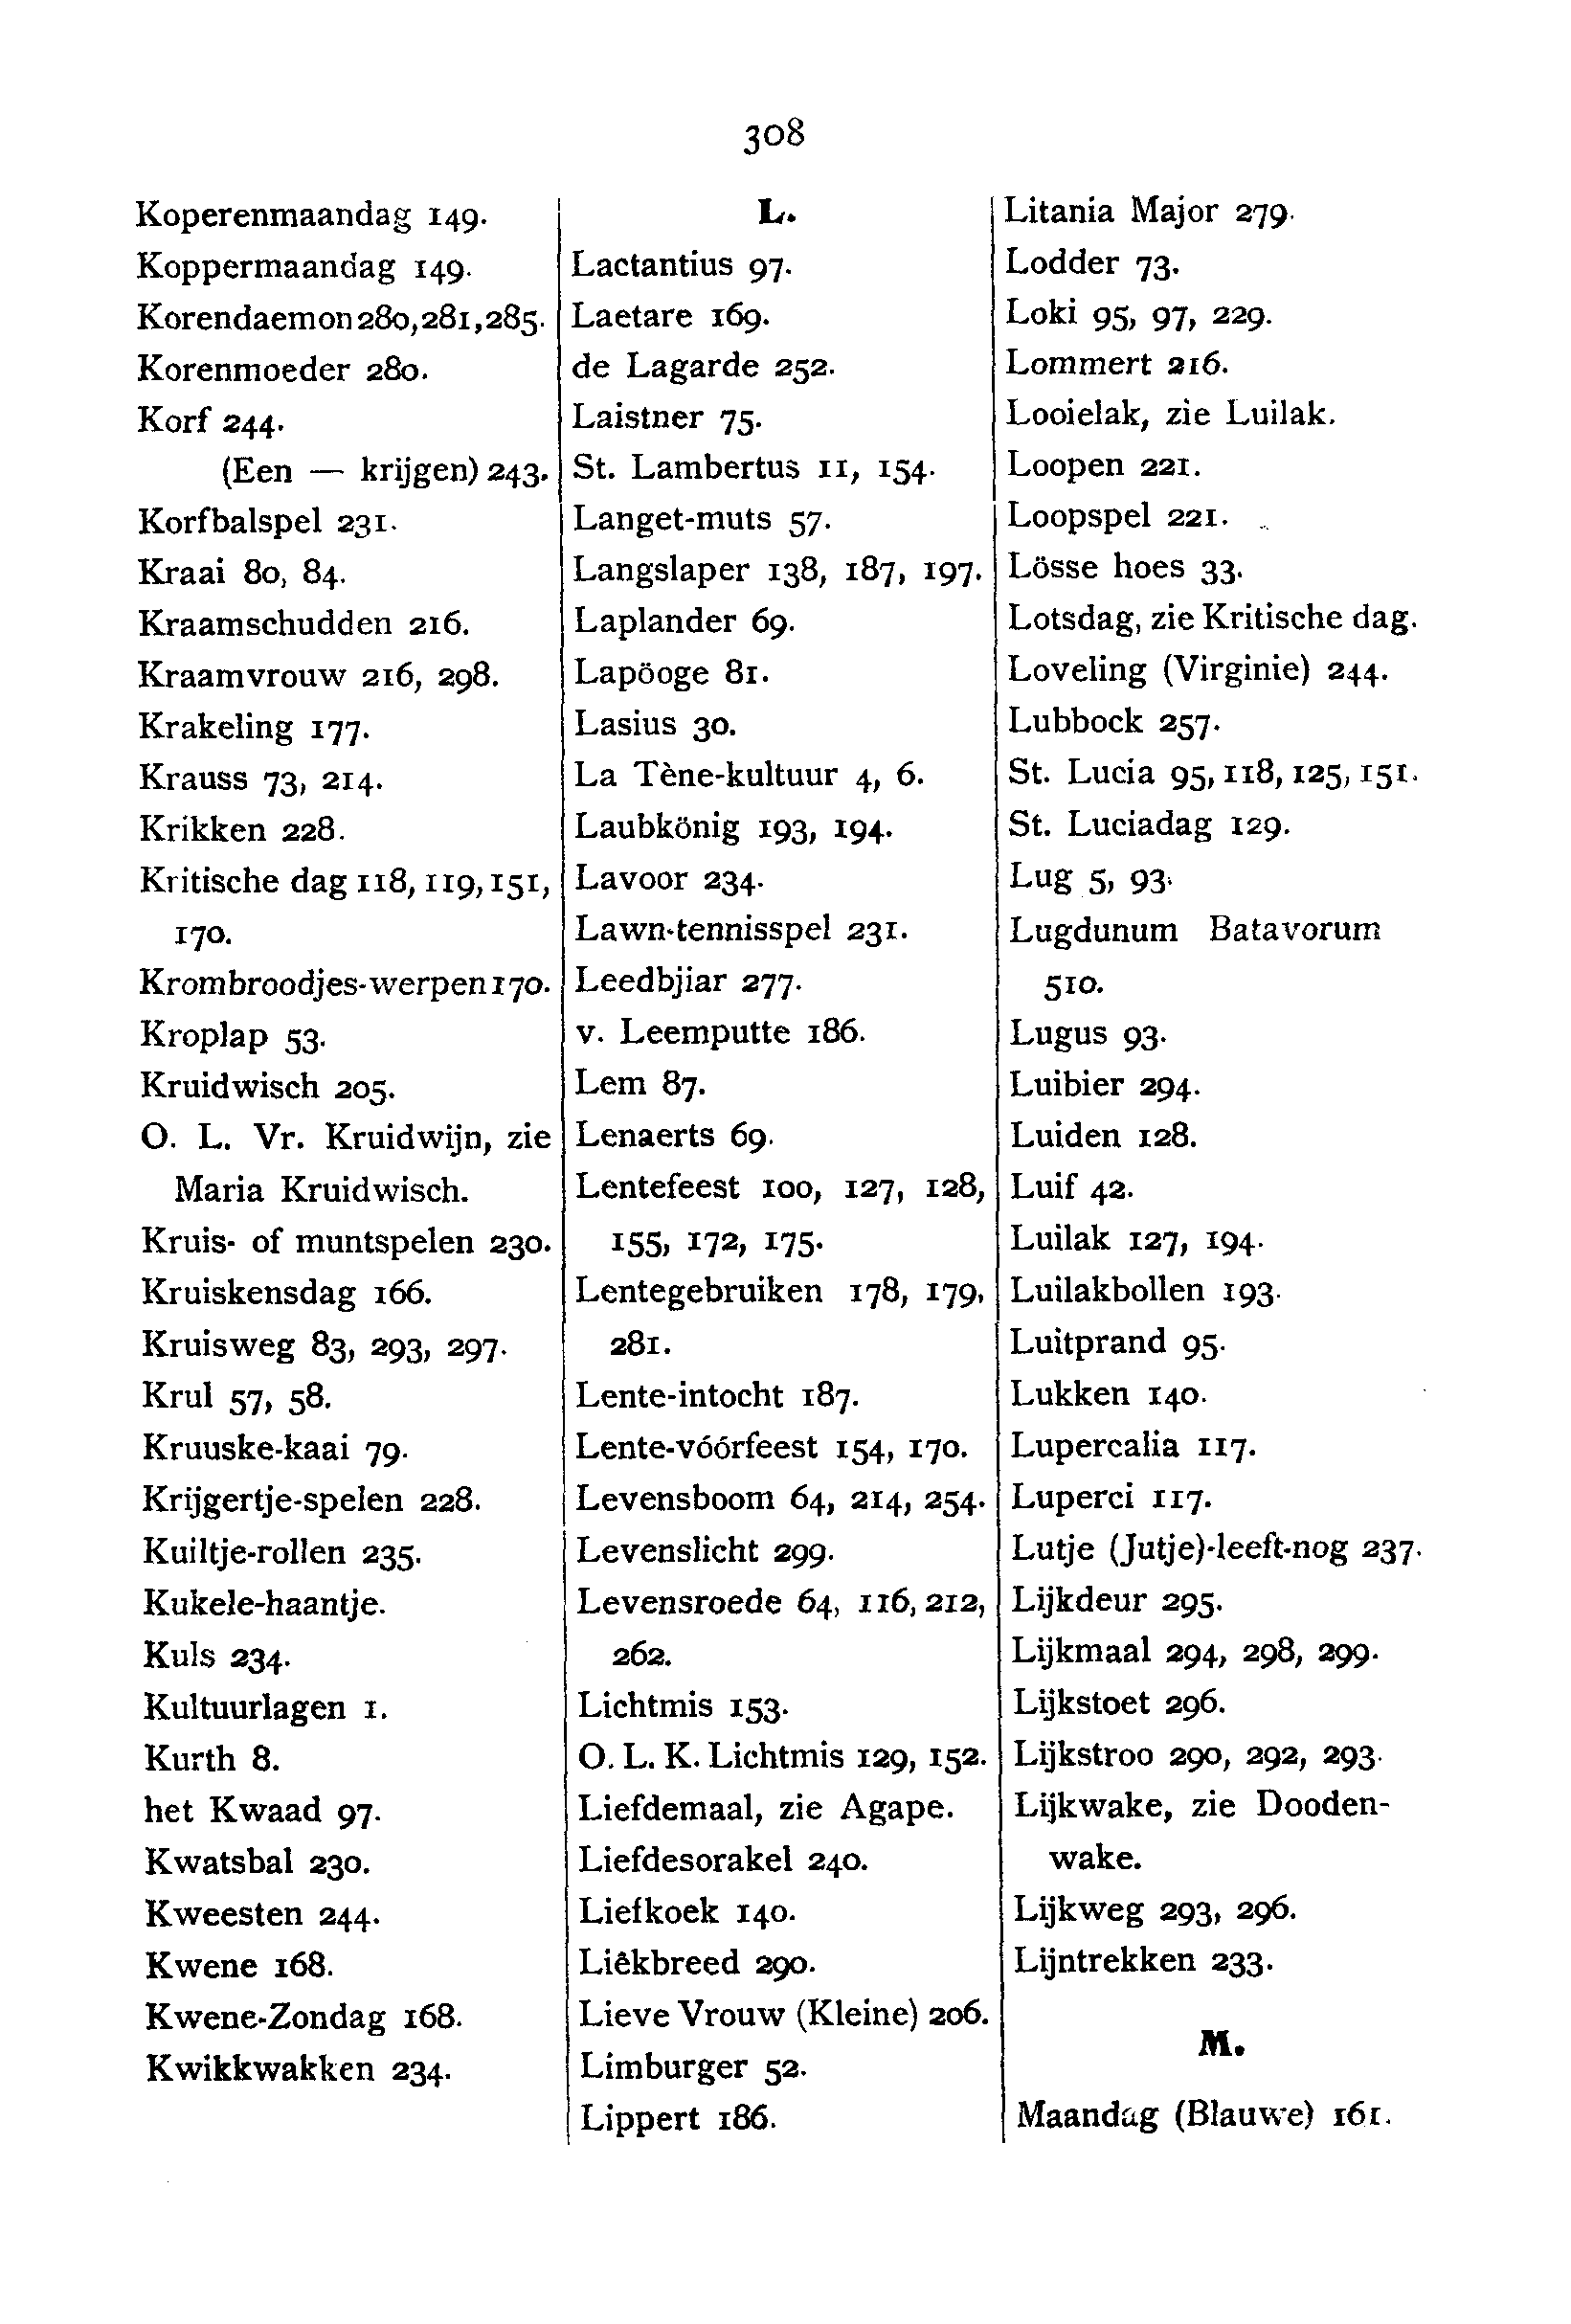 308
Koperenmaandag 149.
Koppermaandag 149.
Korendaemon 280, 281, 285.
Korenmoeder 280.
Korf 244.
(Een — krijgen) 243.
Korfbalspel 231.
Kraai 80, 84.
Kraamschudden 216.
Kraamvrouw 216, 298.
Krakeling 177.
Krauss 73, 214.
Krikken 228.
Kritische dag 118, 119, 151,
170.
Krombroodjes-werpen 170.
Kroplap 53.
Kruidwisch 205.
O. L. Vr. Kruidwijn, zie
Maria Kruidwisch.
Kruis- of muntspelen 230.
Kruiskensdag 166.
Kruisweg 83, 293, 297.
Krul 57, 58.
Kruuske-kaai 79.
Krijgertje-spelen 228.
Kuiltje-rollen 235.
Kukele-haantje.
Kuls 234.
Kultuurlagen 1.
Kurth 8.
het Kwaad 97.
Kwatsbal 230.
Kweesten 244.
Kwene 168.
Kwene-Zondag 168.
Kwikkwakken 234.
L.
Lactantius 97.
Laetare 169.
de Lagarde 252.
Laistner 75.
St. Lambertus 11, 154.
Langet-muts 57.
Langslaper 138, 187, 197.
Laplander 69.
Lapöoge 81.
Lasius 30.
La Tène-kultuur 4, 6.
Laubkönig 193, 194.
Lavoor 234.
Lawn-tennisspel 231.
Leedbjiar 277.
v. Leemputte 186.
Lem 87.
Lenaerts 69.
Lentefeest 100, 127, 128,
155, 172, 175.
Lentegebruiken 178, 179,
281.
Lente-intocht 187.
Lente-vóórfeest 154, 170.
Levensboom 64, 214, 254.
Levenslicht 299.
Levensroede 64, 116, 212,
262.
Lichtmis 153.
O. L. K. Lichtmis 129, 152.
Liefdemaal, zie Agape.
Liefdesorakel 240.
Liefkoek 140.
Liêkbreed 290.
Lieve Vrouw (Kleine) 206.
Limburger 52.
Lippert 186.
Litania Major 279.
Lodder 73.
Loki 95, 97, 229.
Lommert 216.
Looielak, zie Luilak.
Loopen 221.
Loopspel 221.
Lösse hoes 33.
Lotsdag, zie Kritische dag.
Loveling (Virginie) 244.
Lubbock 257.
St. Lucia 95, 118, 125, 151.
St. Luciadag 129.
Lug 5, 93.
Lugdunum Batavorum
510.
Lugus 93.
Luibier 294.
Luiden 128.
Luif 42.
Luilak 127, 194.
Luilakbollen 193.
Luitprand 95.
Lukken 140.
Lupercalia 117.
Luperci 117.
Lutje (Jutje)-leeft-nog 237.
Lijkdeur 295.
Lijkmaal 294, 298, 299.
Lijkstoet 296.
Lijkstroo 290, 292, 293.
Lijkwake, zie Dooden-
wake.
Lijkweg 293, 296.
Lijntrekken 233.
M.
Maandag (Blauwe) 161.